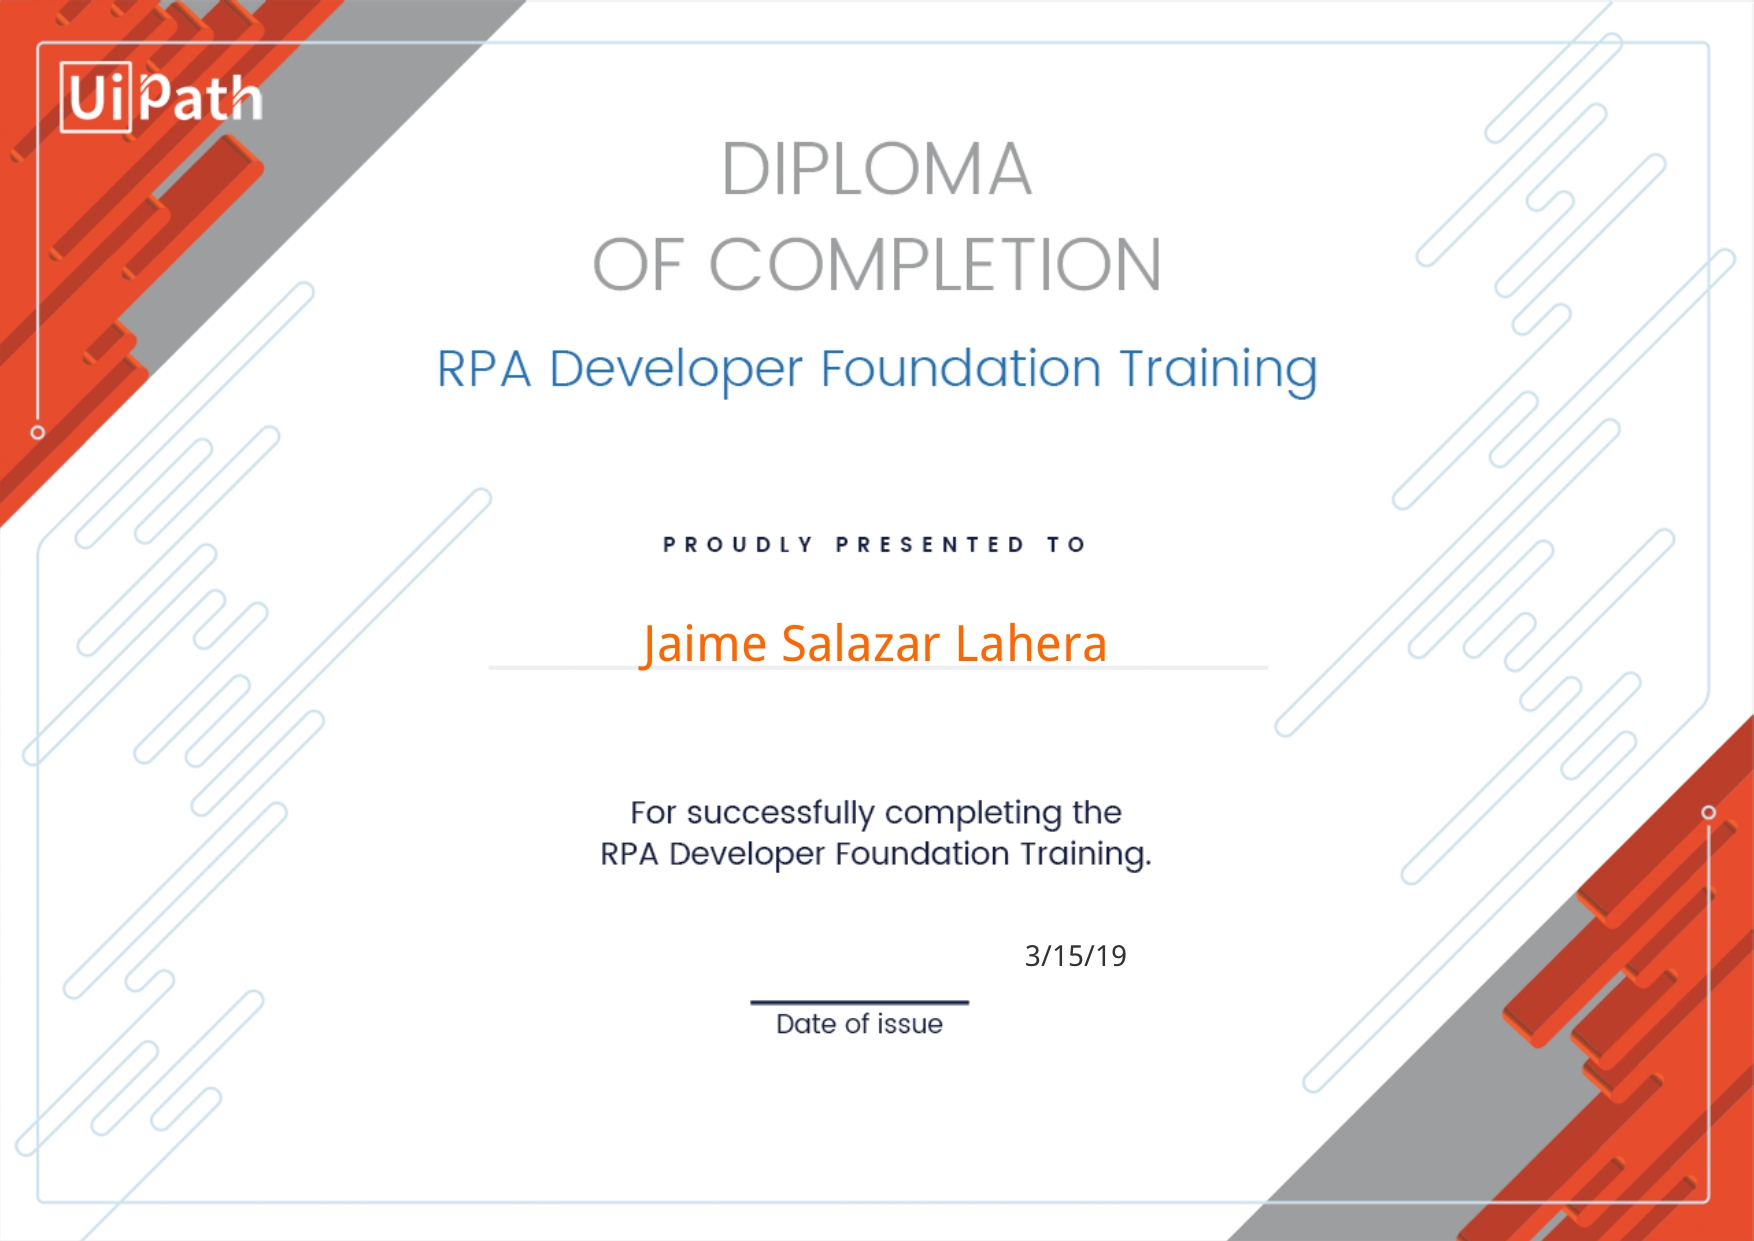 UiPath
DIPLOMA
OF COMPLETION
RPA Developer Foundation Training
PROUDLY PRESENTED TO
Jaime Salazar Lahera
For successfully completing the
RPA Developer Foundation Training.
3/15/19
Date of issue